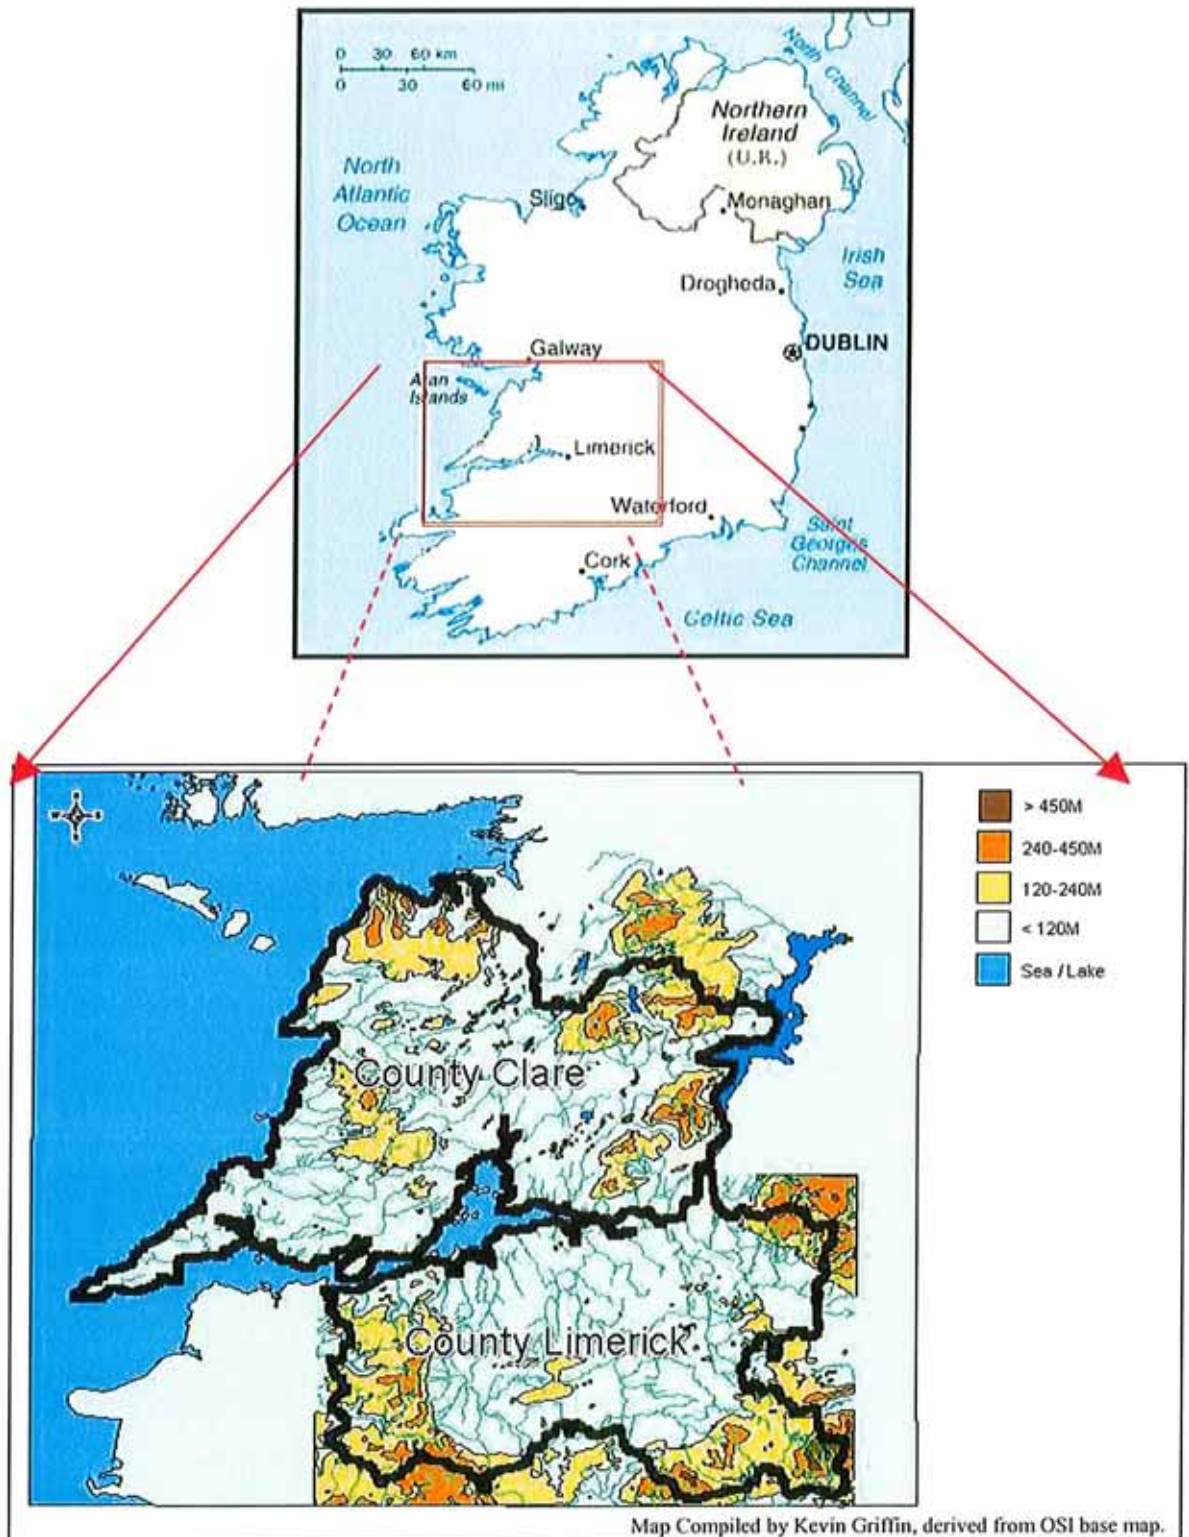 0 30 60 km
0 30 60 mi
North Channel
Northern
Ireland
(U.K.)
North
Atlantic
Ocean
Sligo
Monaghan
Irish
Sea
Drogheda
DUBLIN
Galway
Aran
Islands
Limerick
Waterford
Saint
Georges
Channel
Cork
Celtic Sea
> 450M
240-450M
120-240M
< 120M
Sea / Lake
County Clare
County Limerick
Map Compiled by Kevin Griffin, derived from OSI base map.